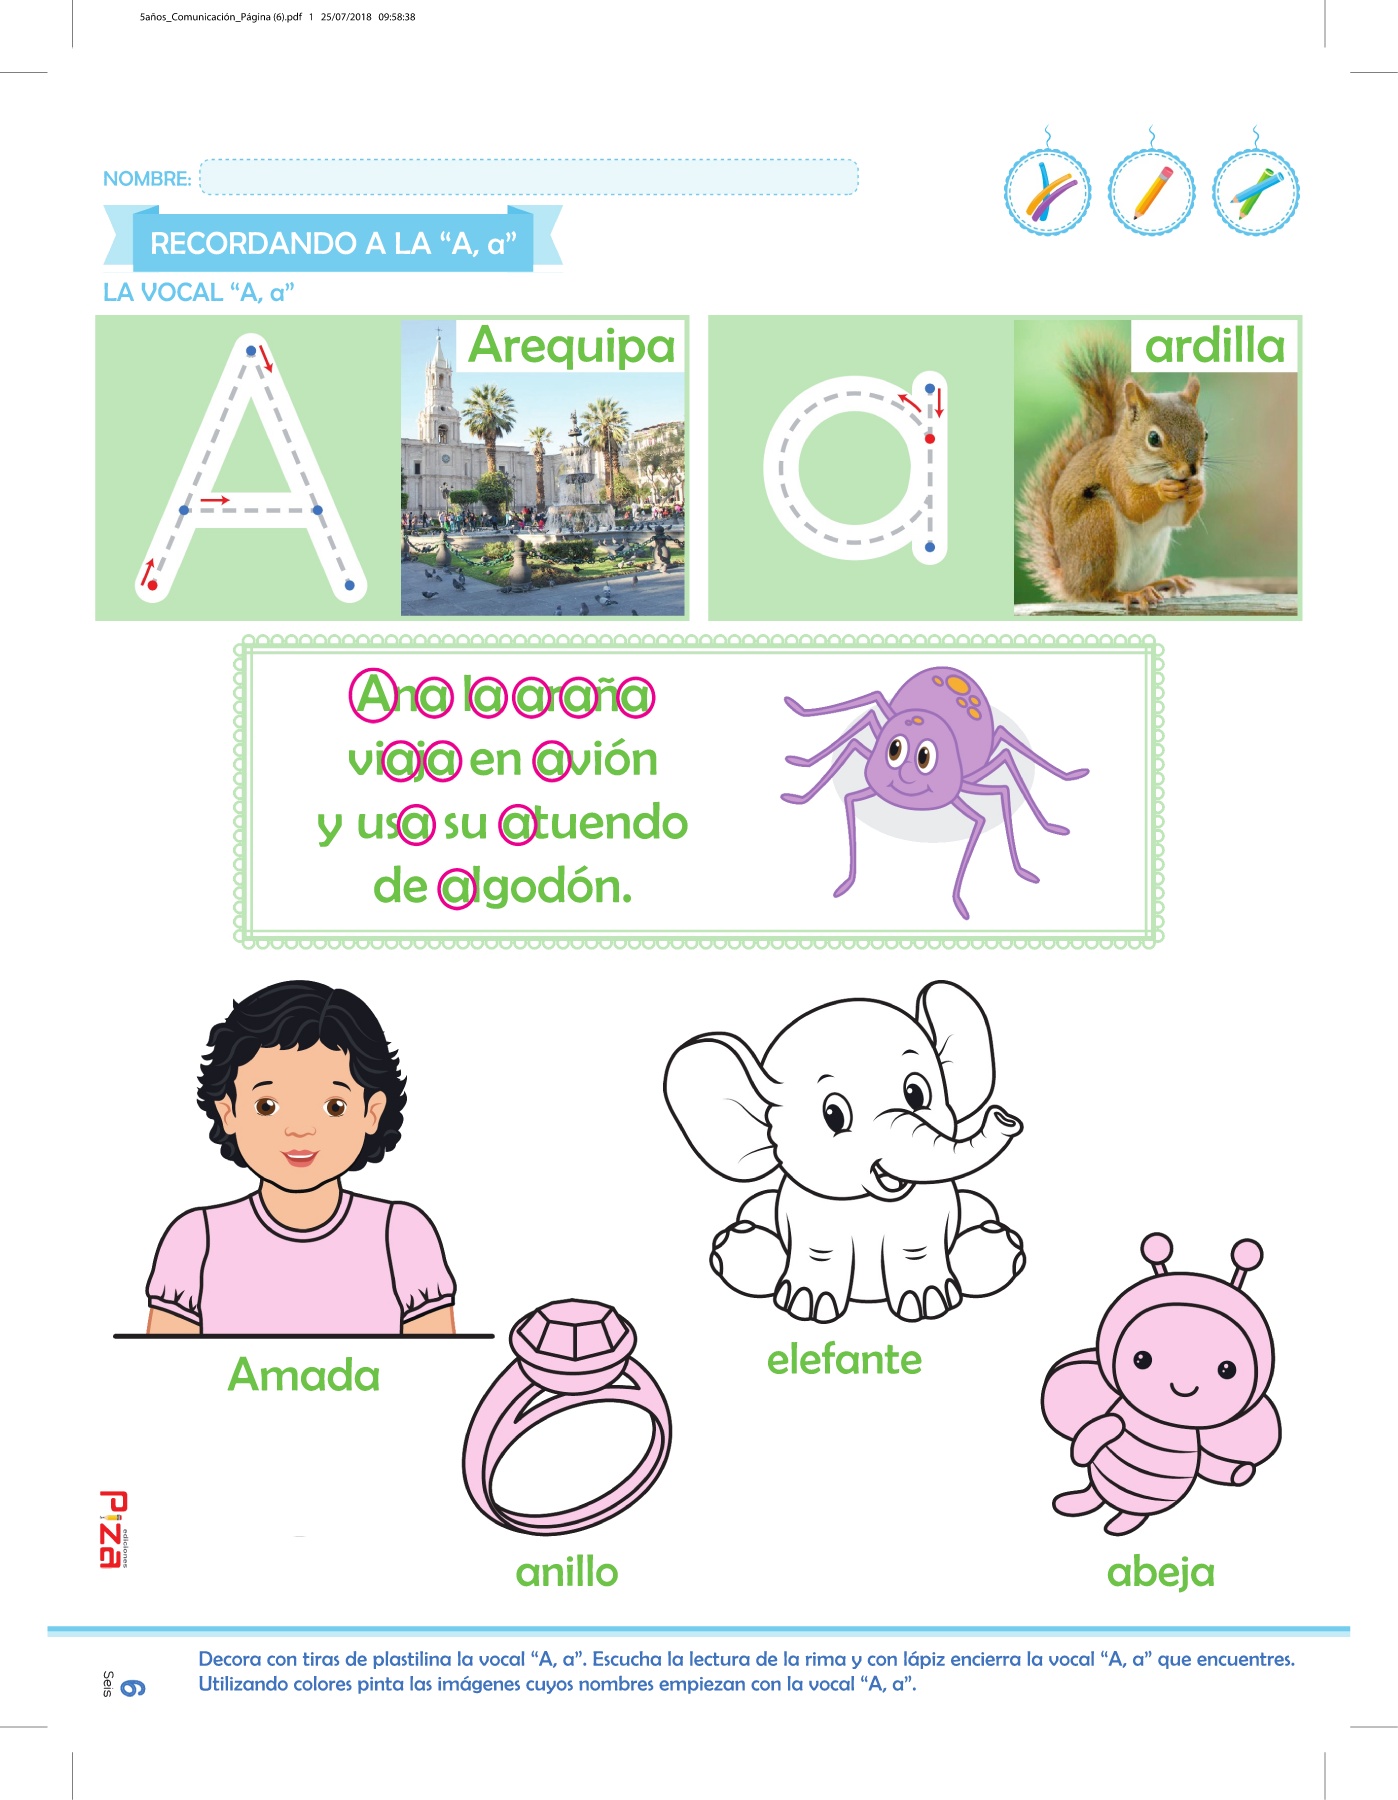 5años_Comunicación_Página (6).pdf 1 25/07/2018 09:58:38
NOMBRE:
RECORDANDO A LA “A, a”
LA VOCAL “A, a”
A
Arequipa
a
ardilla
Ana la araña
viaja en avión
y usa su atuendo
de algodón.
Amada
elefante
anillo
abeja
Piza
ediciones
Decora con tiras de plastilina la vocal “A, a”. Escucha la lectura de la rima y con lápiz encierra la vocal “A, a” que encuentres.
Utilizando colores pinta las imágenes cuyos nombres empiezan con la vocal “A, a”.
6
Seis